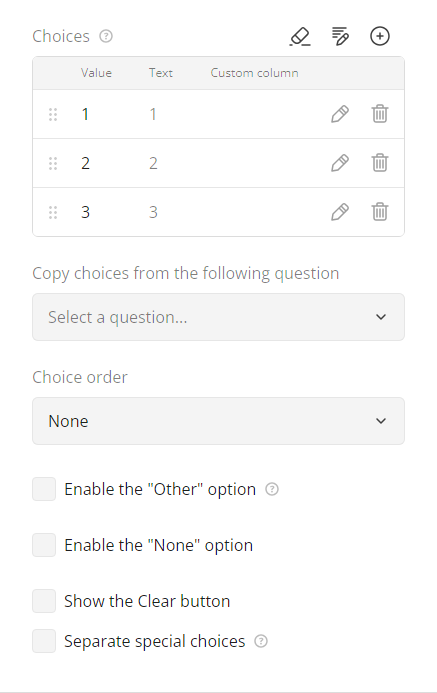 Choices ?
Value Text Custom column
1 1
2 2
3 3
Copy choices from the following question
Select a question...
Choice order
None
Enable the "Other" option ?
Enable the "None" option
Show the Clear button
Separate special choices ?